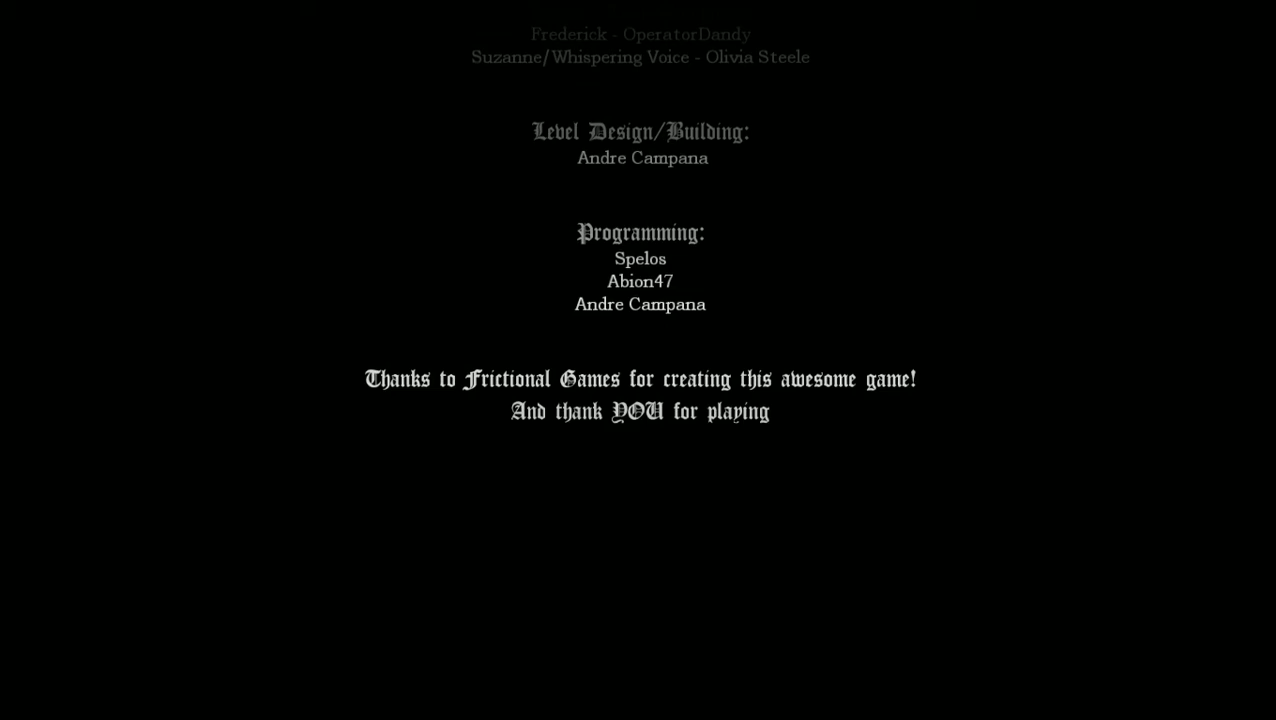 Frederick - OperatorDandy
Suzanne/Whispering Voice - Olivia Steele
Level Design/Building:
Andre Campana
Programming:
Spelos
Abion47
Andre Campana
Thanks to Frictional Games for creating this awesome game!
And thank YOU for playing